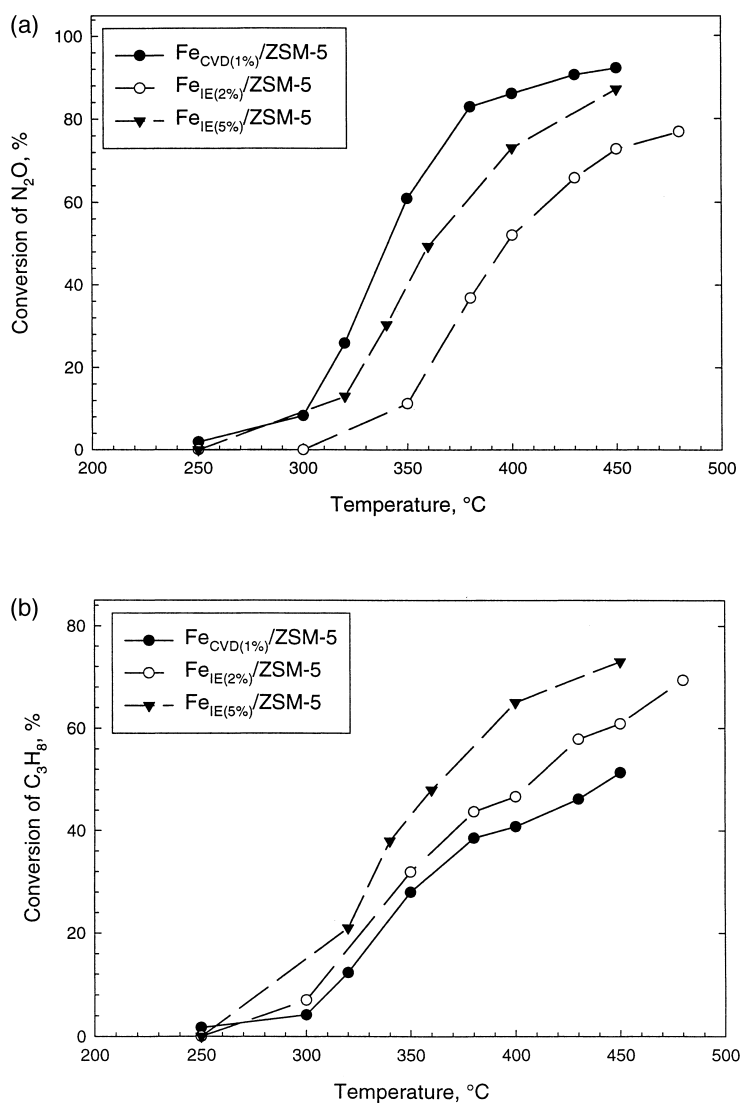 (a)
Fe_CVD(1%)/ZSM-5
Fe_IE(2%)/ZSM-5
Fe_IE(5%)/ZSM-5
Conversion of N₂O, %
100
80
60
40
20
0
200 250 300 350 400 450 500
Temperature, °C
(b)
Fe_CVD(1%)/ZSM-5
Fe_IE(2%)/ZSM-5
Fe_IE(5%)/ZSM-5
Conversion of C₃H₈, %
80
60
40
20
0
200 250 300 350 400 450 500
Temperature, °C